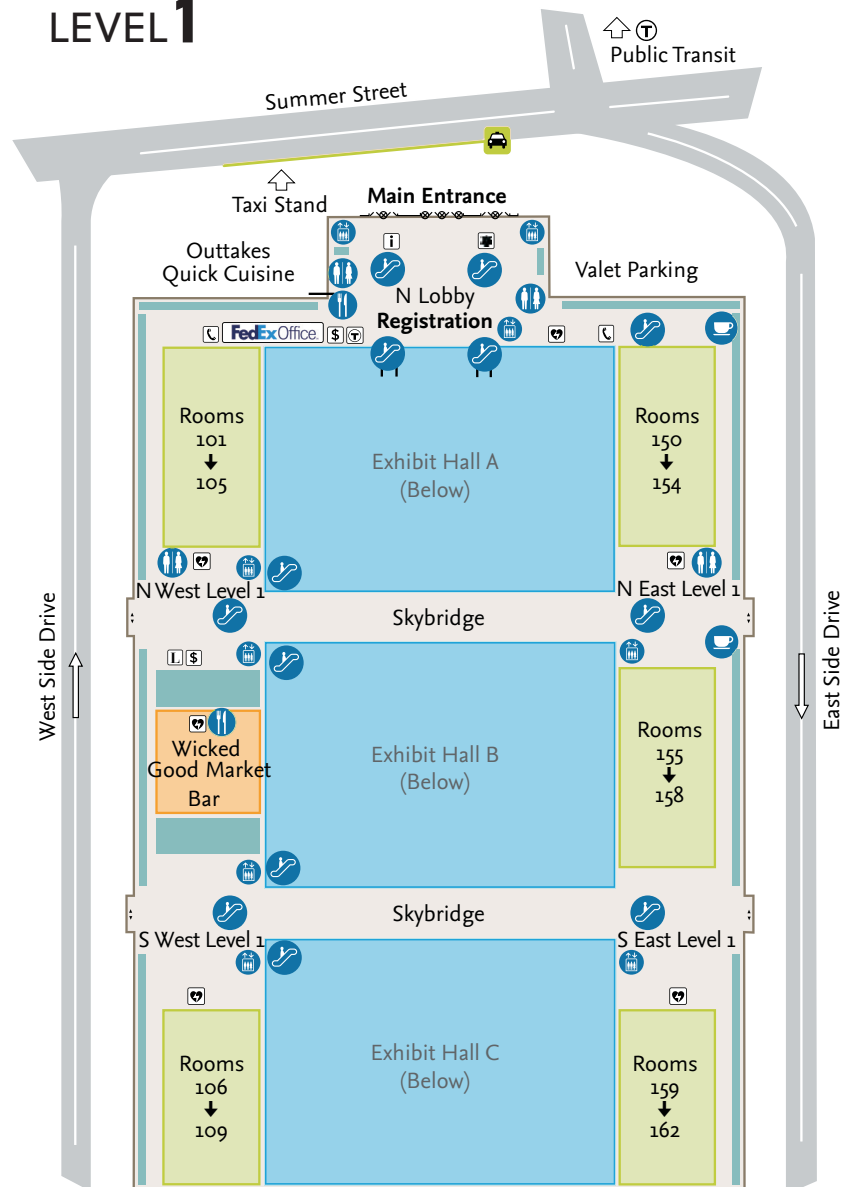 LEVEL 1
T
Public Transit
Summer Street
Taxi Stand
Main Entrance
Outtakes
Quick Cuisine
i
Valet Parking
N Lobby
Registration
FedEx Office.
$
T
Rooms
101
105
Exhibit Hall A
(Below)
Rooms
150
154
N West Level 1
N East Level 1
Skybridge
West Side Drive
East Side Drive
L
$
Wicked
Good Market
Bar
Exhibit Hall B
(Below)
Rooms
155
158
Skybridge
S West Level 1
S East Level 1
Rooms
106
109
Exhibit Hall C
(Below)
Rooms
159
162